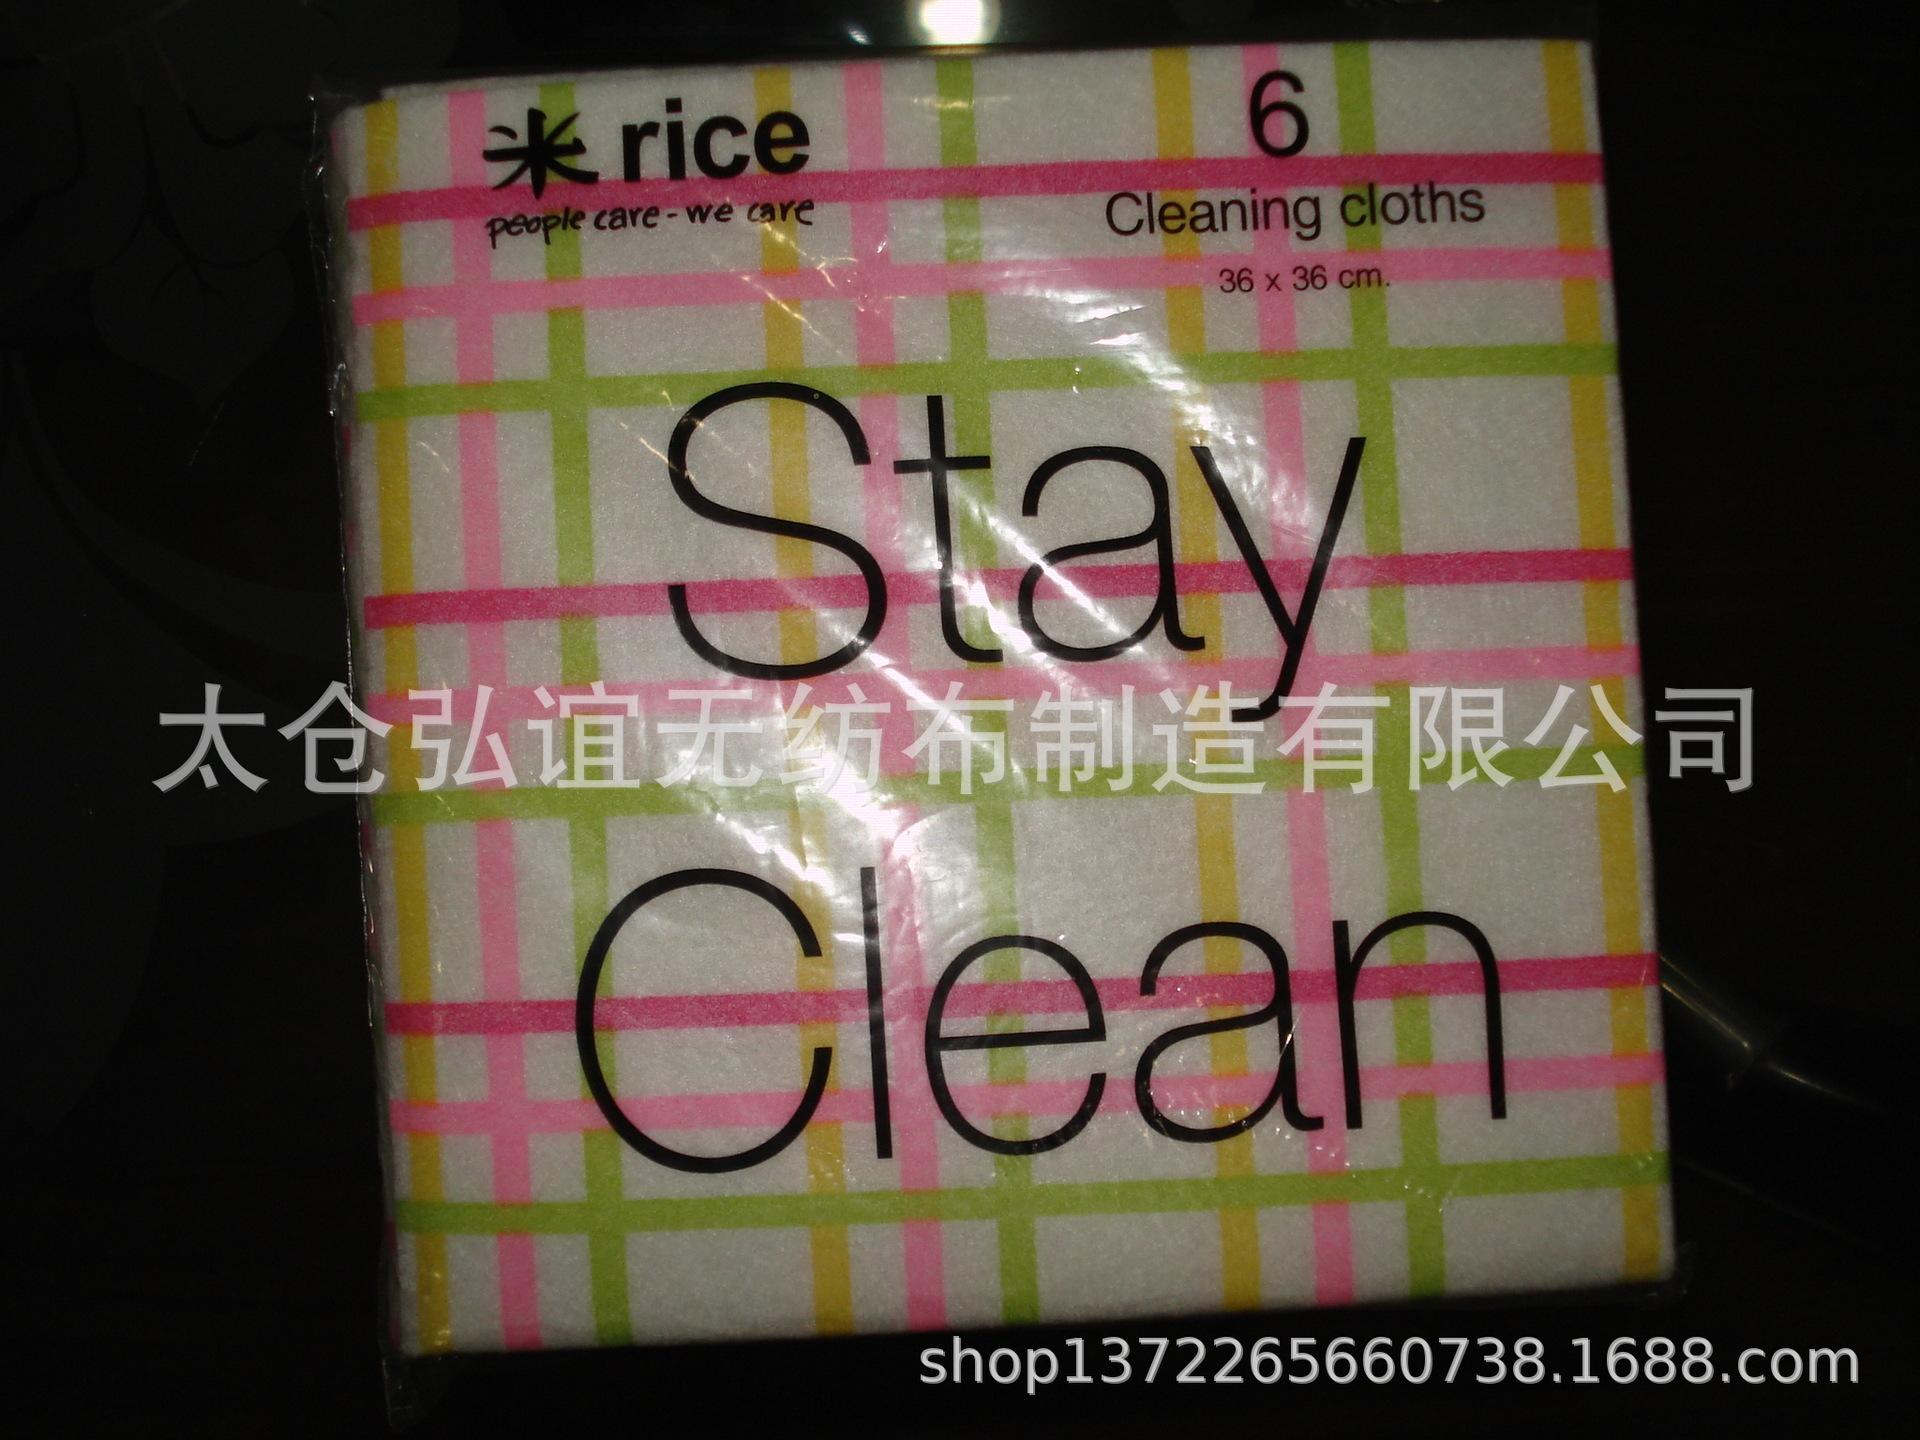 米 rice
people care - we care
6
Cleaning cloths
36 x 36 cm.
Stay
太仓弘谊无纺布制造有限公司
Clean
shop1372265660738.1688.com